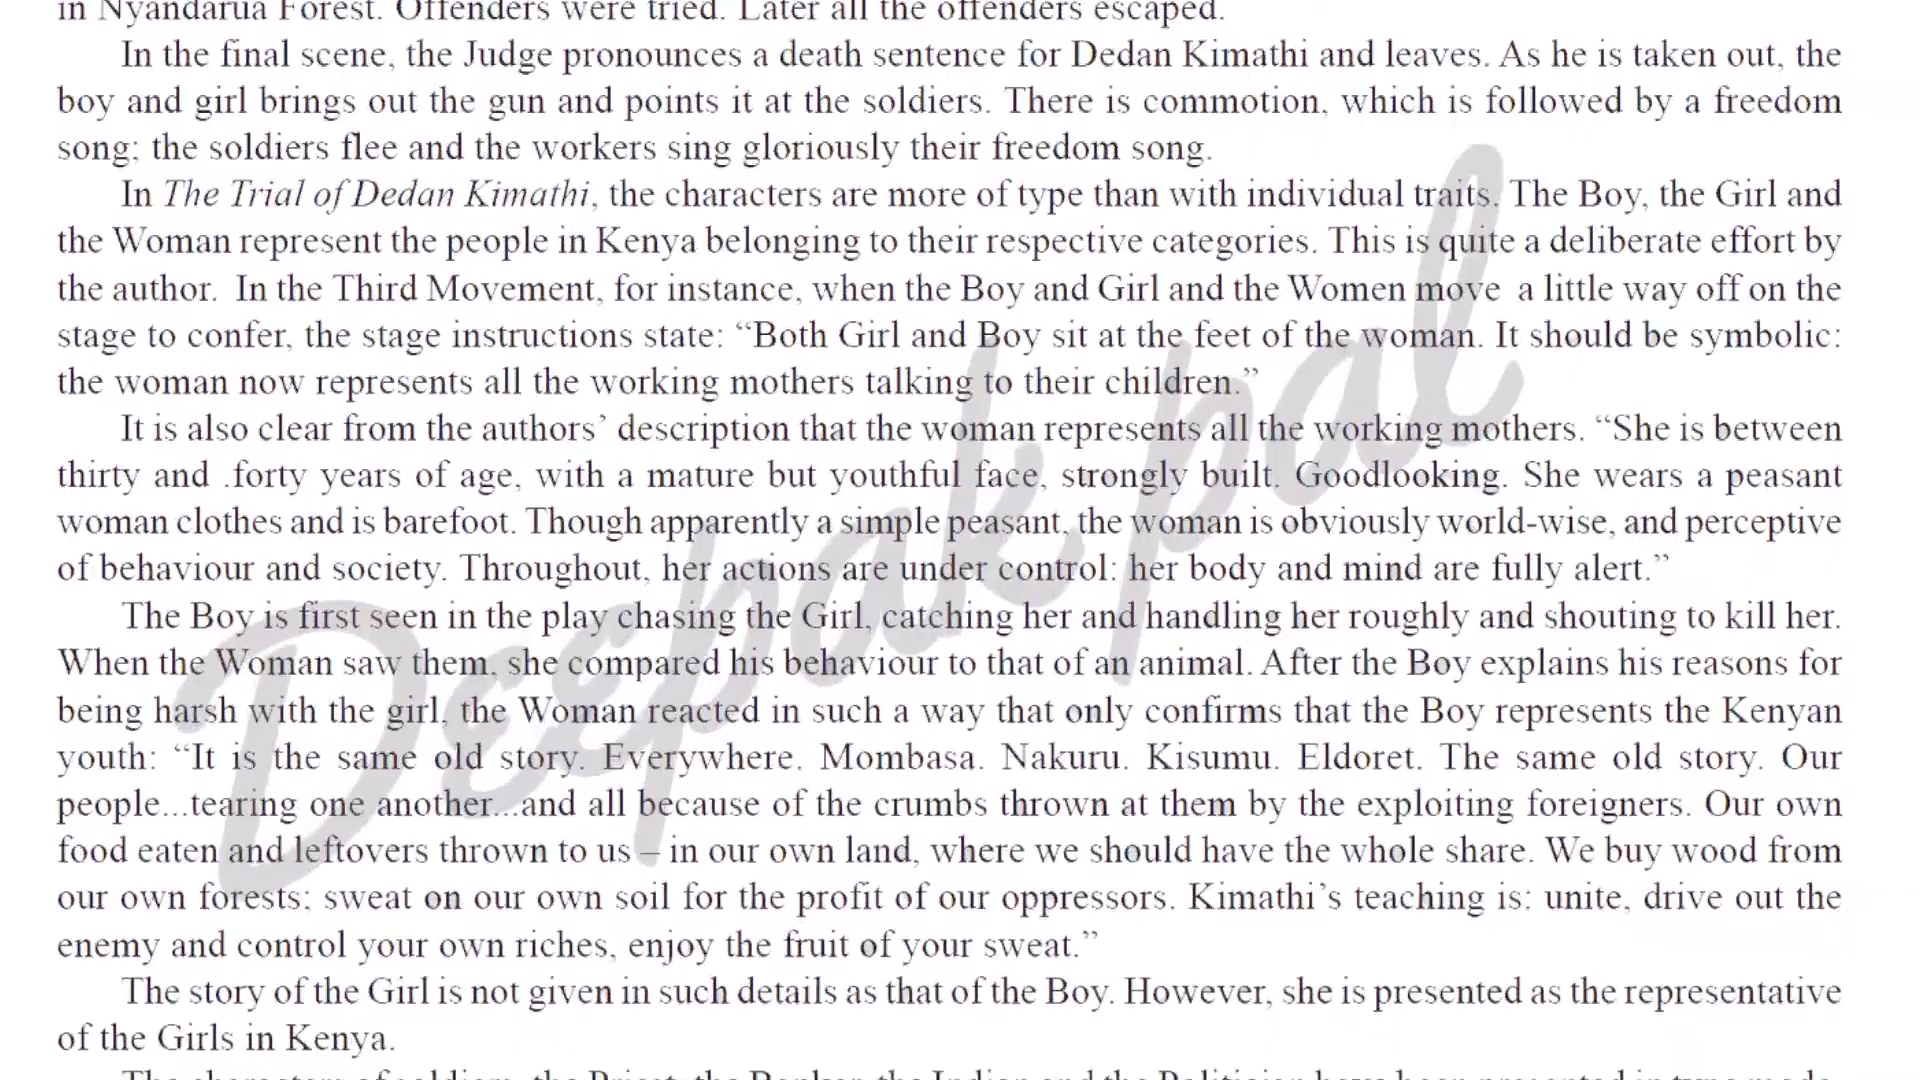 in Nyandarua Forest. Offenders were tried. Later all the offenders escaped.
In the final scene, the Judge pronounces a death sentence for Dedan Kimathi and leaves. As he is taken out, the
boy and girl brings out the gun and points it at the soldiers. There is commotion, which is followed by a freedom
song; the soldiers flee and the workers sing gloriously their freedom song.
In The Trial of Dedan Kimathi, the characters are more of type than with individual traits. The Boy, the Girl and
the Woman represent the people in Kenya belonging to their respective categories. This is quite a deliberate effort by
the author. In the Third Movement, for instance, when the Boy and Girl and the Women move a little way off on the
stage to confer, the stage instructions state: “Both Girl and Boy sit at the feet of the woman. It should be symbolic:
the woman now represents all the working mothers talking to their children.”
It is also clear from the authors’ description that the woman represents all the working mothers. “She is between
thirty and .forty years of age, with a mature but youthful face, strongly built. Goodlooking. She wears a peasant
woman clothes and is barefoot. Though apparently a simple peasant, the woman is obviously world-wise, and perceptive
of behaviour and society. Throughout, her actions are under control: her body and mind are fully alert.”
The Boy is first seen in the play chasing the Girl, catching her and handling her roughly and shouting to kill her.
When the Woman saw them, she compared his behaviour to that of an animal. After the Boy explains his reasons for
being harsh with the girl, the Woman reacted in such a way that only confirms that the Boy represents the Kenyan
youth: “It is the same old story. Everywhere. Mombasa. Nakuru. Kisumu. Eldoret. The same old story. Our
people...tearing one another...and all because of the crumbs thrown at them by the exploiting foreigners. Our own
food eaten and leftovers thrown to us – in our own land, where we should have the whole share. We buy wood from
our own forests; sweat on our own soil for the profit of our oppressors. Kimathi’s teaching is: unite, drive out the
enemy and control your own riches, enjoy the fruit of your sweat.”
The story of the Girl is not given in such details as that of the Boy. However, she is presented as the representative
of the Girls in Kenya.
The characters of soldiers, the Priest, the Banker, the Indian and the Politician have been presented in type mode.
Deepak pal